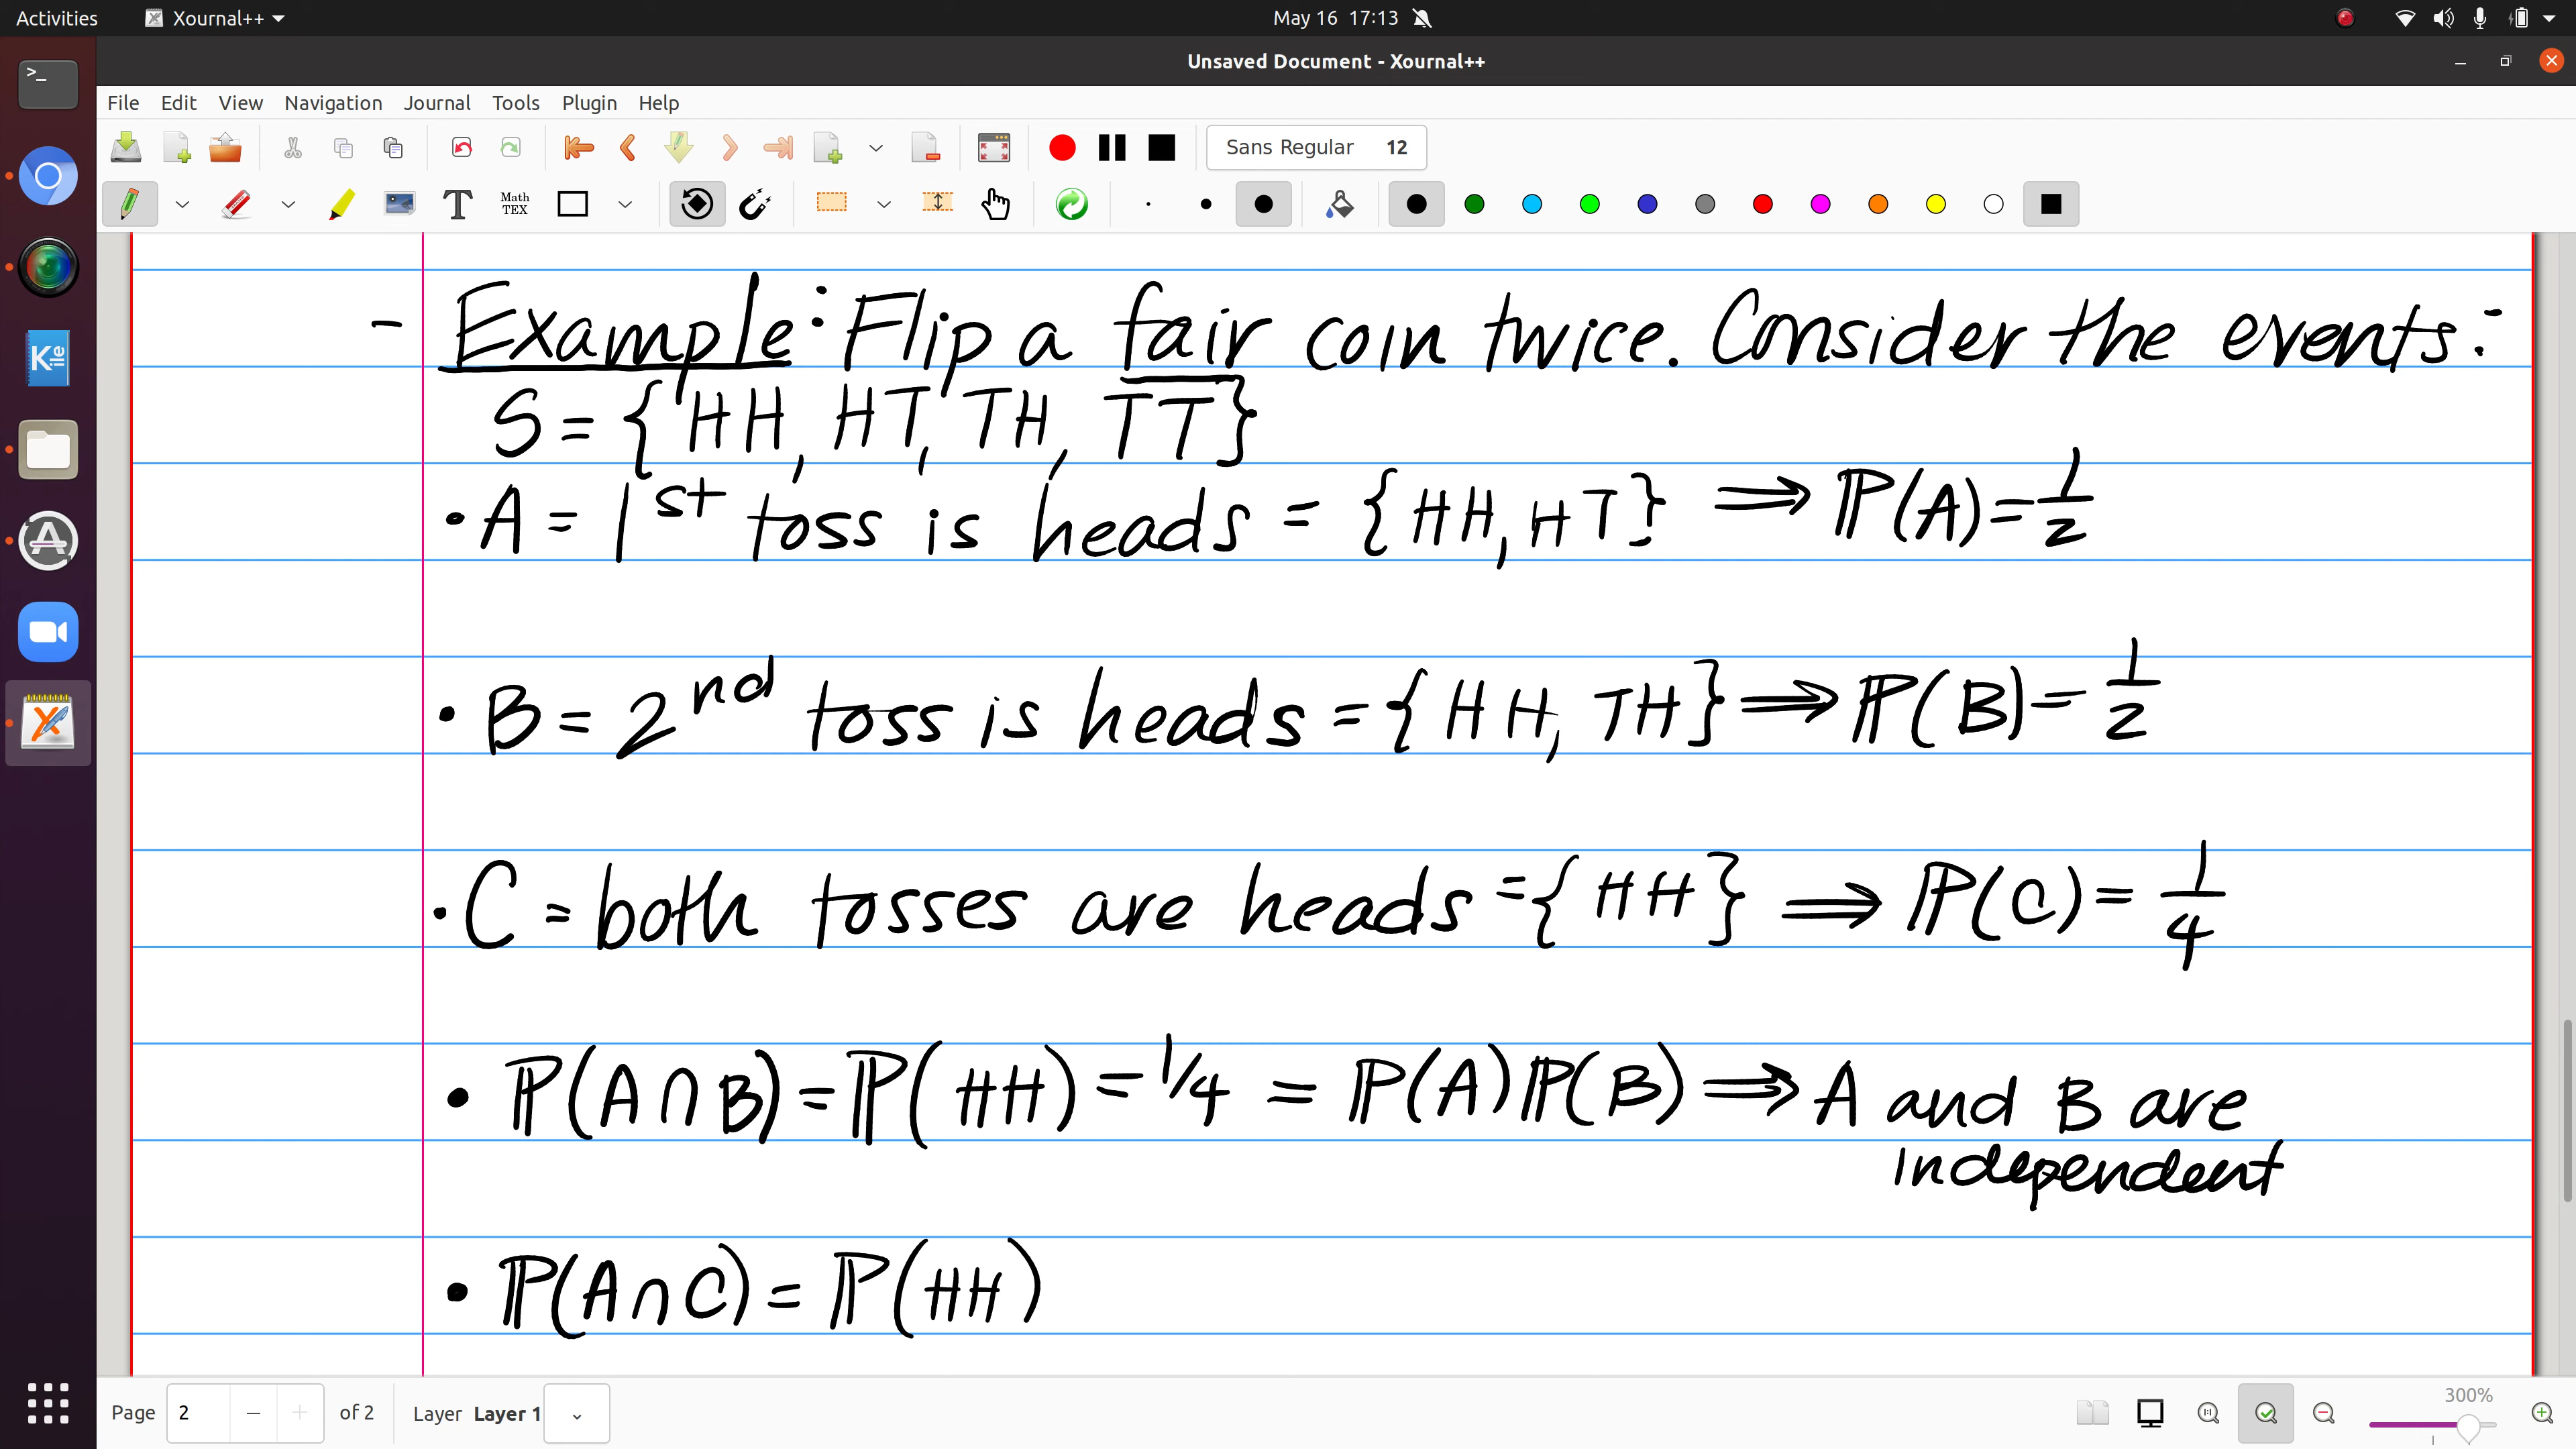 Activities Xournal++ May 16 17:13
Unsaved Document - Xournal++
File Edit View Navigation Journal Tools Plugin Help
Sans Regular 12
Math TEX
- Example: Flip a fair coin twice. Consider the events:
S = {HH, HT, TH, TT}
• A = 1st toss is heads = {HH, HT} ⟹ ℙ(A) = 1/2
• B = 2nd toss is heads = {HH, TH} ⟹ ℙ(B) = 1/2
• C = both tosses are heads = {HH} ⟹ ℙ(C) = 1/4
• ℙ(A∩B) = ℙ(HH) = 1/4 = ℙ(A)ℙ(B) ⟹ A and B are
independent
• ℙ(A∩C) = ℙ(HH)
Page 2 of 2 Layer Layer 1 300%